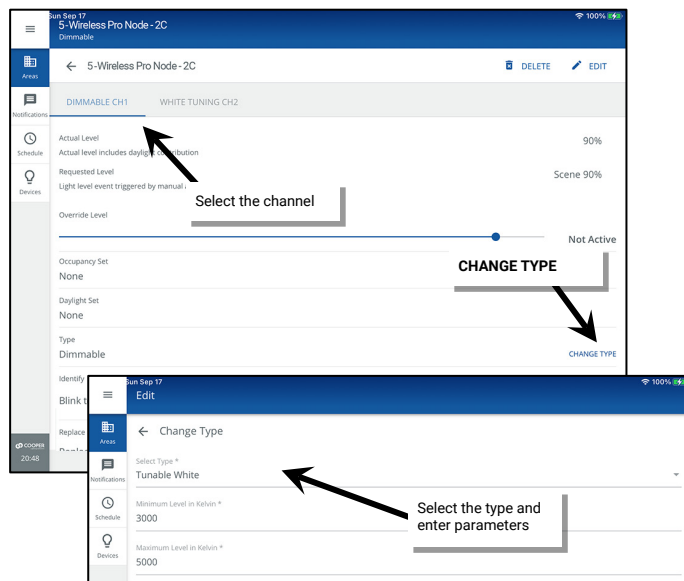 Sun Sep 17
100%
5-Wireless Pro Node - 2C
Dimmable
Areas
5-Wireless Pro Node - 2C
DELETE
EDIT
Notifications
DIMMABLE CH1
WHITE TUNING CH2
Schedule
Actual Level
90%
Actual level includes daylight contribution
Requested Level
Scene 90%
Devices
Light level event triggered by manual
Select the channel
Override Level
Not Active
CHANGE TYPE
Occupancy Set
None
Daylight Set
None
Type
Dimmable
CHANGE TYPE
Identify
Blink
Replace
COOPER
20:48
Sun Sep 17
100%
Edit
Areas
Change Type
Notifications
Select Type *
Tunable White
Select the type and
enter parameters
Schedule
Minimum Level in Kelvin *
3000
Devices
Maximum Level in Kelvin *
5000